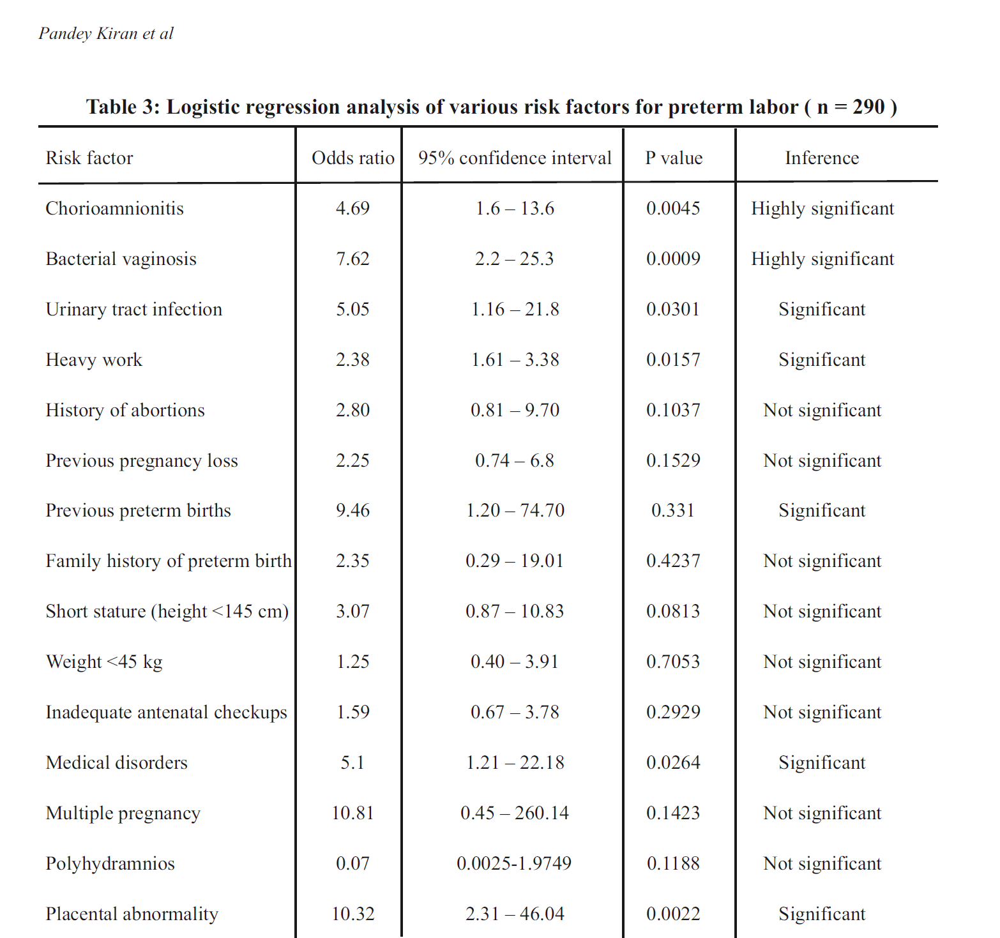 Pandey Kiran et al
Table 3: Logistic regression analysis of various risk factors for preterm labor ( n = 290 )
Risk factor Odds ratio 95% confidence interval P value Inference
Chorioamnionitis 4.69 1.6 – 13.6 0.0045 Highly significant
Bacterial vaginosis 7.62 2.2 – 25.3 0.0009 Highly significant
Urinary tract infection 5.05 1.16 – 21.8 0.0301 Significant
Heavy work 2.38 1.61 – 3.38 0.0157 Significant
History of abortions 2.80 0.81 – 9.70 0.1037 Not significant
Previous pregnancy loss 2.25 0.74 – 6.8 0.1529 Not significant
Previous preterm births 9.46 1.20 – 74.70 0.331 Significant
Family history of preterm birth 2.35 0.29 – 19.01 0.4237 Not significant
Short stature (height <145 cm) 3.07 0.87 – 10.83 0.0813 Not significant
Weight <45 kg 1.25 0.40 – 3.91 0.7053 Not significant
Inadequate antenatal checkups 1.59 0.67 – 3.78 0.2929 Not significant
Medical disorders 5.1 1.21 – 22.18 0.0264 Significant
Multiple pregnancy 10.81 0.45 – 260.14 0.1423 Not significant
Polyhydramnios 0.07 0.0025-1.9749 0.1188 Not significant
Placental abnormality 10.32 2.31 – 46.04 0.0022 Significant